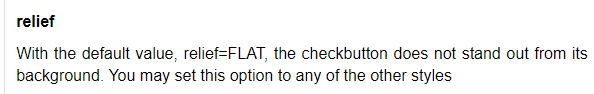 relief
With the default value, relief=FLAT, the checkbutton does not stand out from its
background. You may set this option to any of the other styles